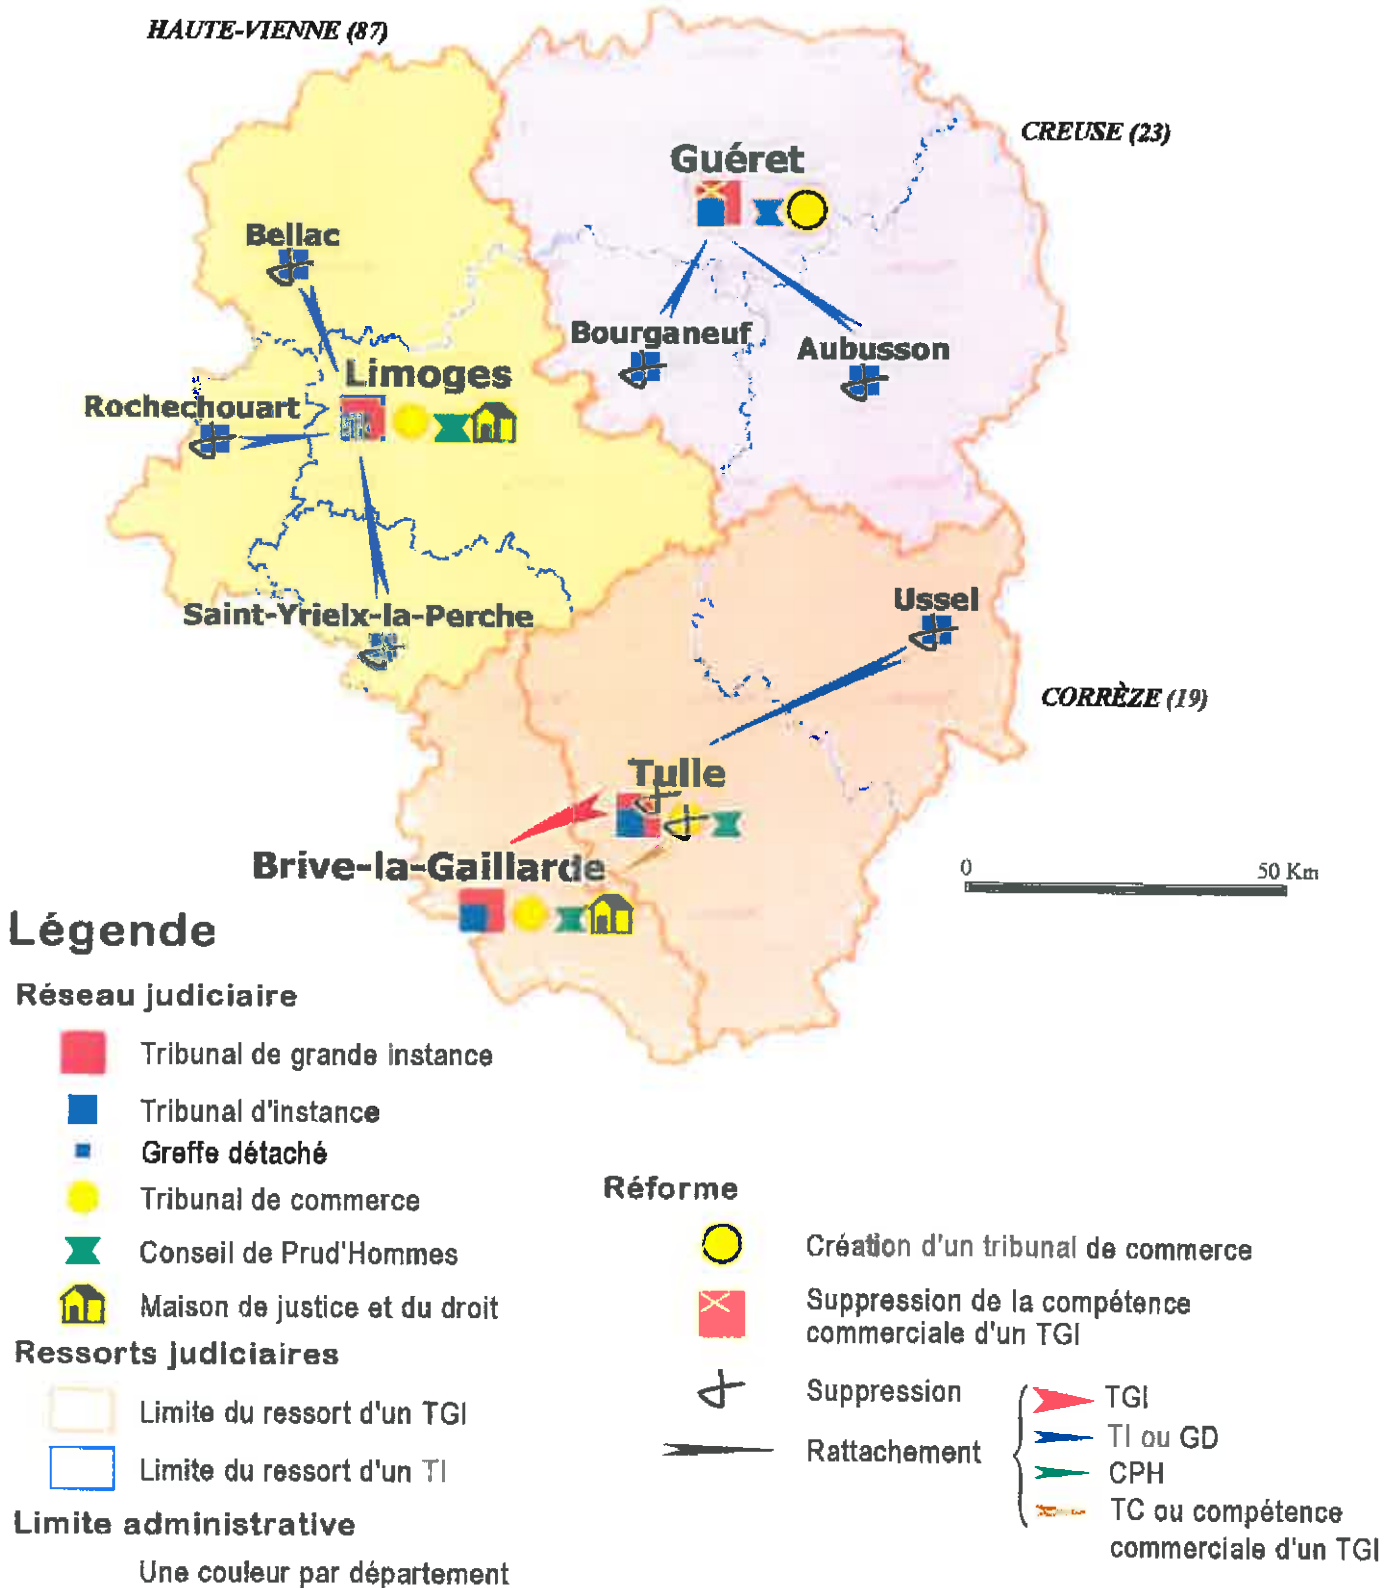 HAUTE-VIENNE (87)
CREUSE (23)
Guéret
Bellac
Bourganeuf
Aubusson
Limoges
Rochechouart
Ussel
Saint-Yrieix-la-Perche
CORRÈZE (19)
Tulle
Brive-la-Gaillarde
0 50 Km
Légende
Réseau judiciaire
Tribunal de grande instance
Tribunal d'instance
Greffe détaché
Tribunal de commerce
Conseil de Prud'Hommes
Maison de justice et du droit
Ressorts judiciaires
Limite du ressort d'un TGI
Limite du ressort d'un TI
Limite administrative
Une couleur par département
Réforme
Création d'un tribunal de commerce
Suppression de la compétence
commerciale d'un TGI
Suppression
Rattachement
TGI
TI ou GD
CPH
TC ou compétence
commerciale d'un TGI